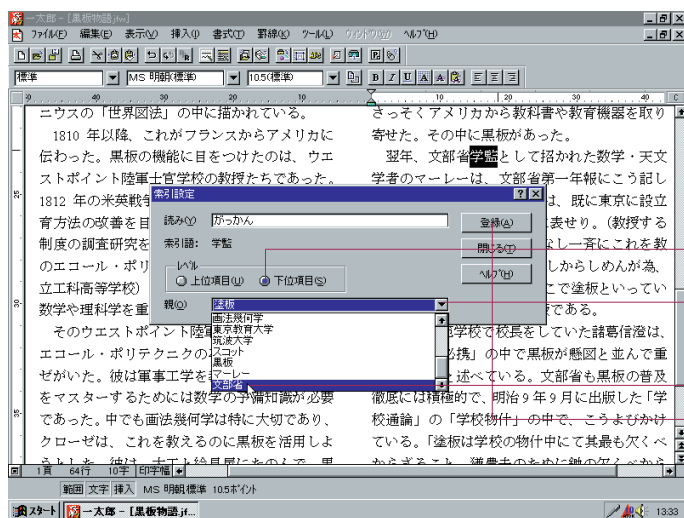 一太郎 - [黒板物語.jfw]
ファイル(F) 編集(E) 表示(V) 挿入(I) 書式(T) 罫線(K) ツール(L) ウィンドウ(W) ヘルプ(H)
標準 MS 明朝(標準) 10.5(標準) B I U A A
50 40 30 20 10 10 20 30 40
ニウスの「世界図法」の中に描かれている。
1810 年以降、これがフランスからアメリカに
伝わった。黒板の機能に目をつけたのは、ウエ
ストポイント陸軍士官学校の教授たちであった。
1812 年の米英戦争
育方法の改善を目
制度の調査研究を
のエコール・ポリ
立工科高等学校)
数学や理科学を重
そのウエストポイント陸
エコール・ポリテクニクの
ゼがいた。彼は軍事工学を
をマスターするためには数学の予備知識が必要
であった。中でも画法幾何学は特に大切であり、
クローゼは、これを教えるのに黒板を活用しよ
さっそくアメリカから教科書や教育機器を取り
寄せた。その中に黒板があった。
翌年、文部省学監として招かれた数学・天文
学者のマーレーは、文部省第一年報にこう記し
は、既に東京に設立
表せり。(教授する
なし一斉にこれを教
しからしめんが為、
こで塗板といってい
である。
学校で校長をしていた諸葛信澄は、
必携」の中で黒板が懸図と並んで重
述べている。文部省も黒板の普及
徹底には積極的で、明治9年9月に出版した「学
校通論」の「学校物什」の中で、こうよびかけ
ている。「塗板は学校の物什中にて其最も欠くべ
索引設定
読み(Y) がっかん
索引語: 学監
レベル
上位項目(U) 下位項目(S)
親(O) 塗板
画法幾何学
東京教育大学
筑波大学
スコット
黒板
マーレー
文部省
登録(A)
閉じる(D)
ヘルプ(H)
1頁 64行 10字 印字幅
範囲 文字 挿入 MS 明朝,標準 10.5ポイント
スタート 一太郎 - [黒板物語.jf... 13:33